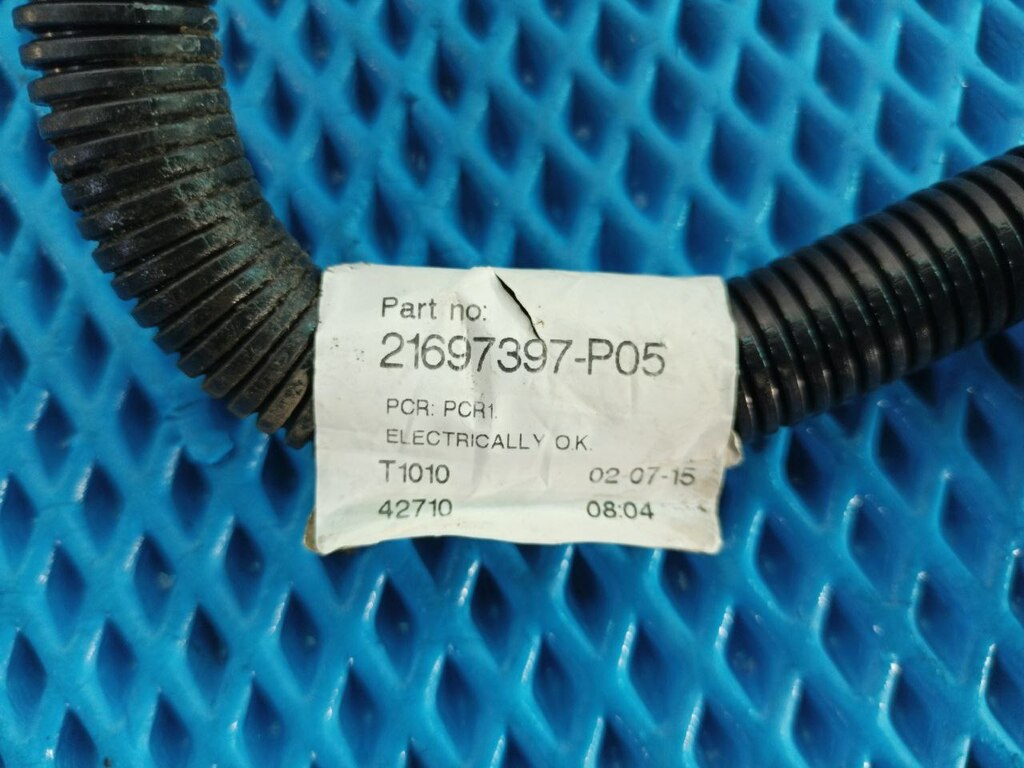 Part no:
21697397-P05
PCR: PCR1.
ELECTRICALLY O.K.
T1010 02-07-15
42710 08:04